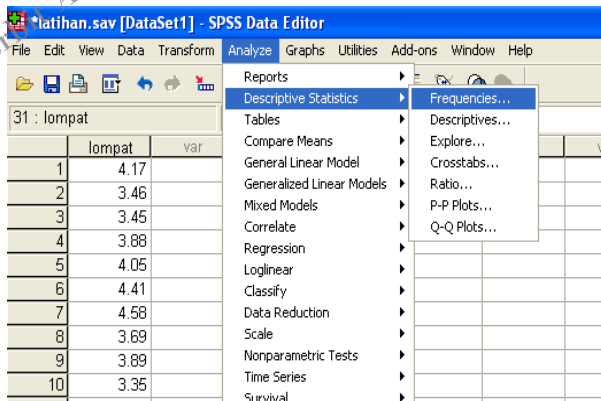 *latihan.sav [DataSet1] - SPSS Data Editor
File Edit View Data Transform Analyze Graphs Utilities Add-ons Window Help
31 : lompat
lompat var
1 4.17
2 3.46
3 3.45
4 3.88
5 4.05
6 4.41
7 4.58
8 3.69
9 3.89
10 3.35
Reports
Descriptive Statistics
Tables
Compare Means
General Linear Model
Generalized Linear Models
Mixed Models
Correlate
Regression
Loglinear
Classify
Data Reduction
Scale
Nonparametric Tests
Time Series
Survival
Frequencies...
Descriptives...
Explore...
Crosstabs...
Ratio...
P-P Plots...
Q-Q Plots...